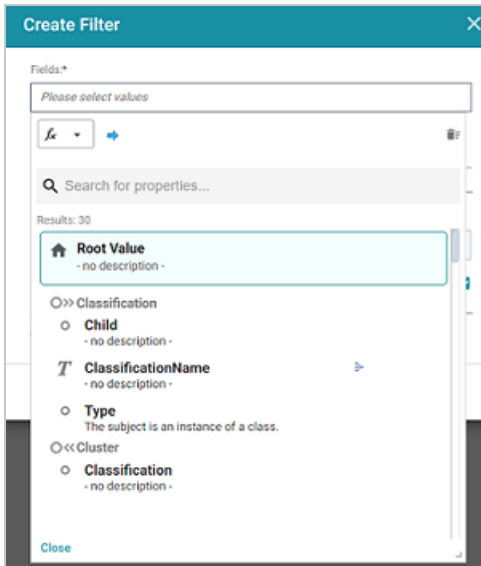 Create Filter
Fields:*
Please select values
fx
Search for properties...
Results: 30
Root Value
- no description -
Classification
Child
- no description -
T ClassificationName
- no description -
Type
The subject is an instance of a class.
Cluster
Classification
- no description -
Close